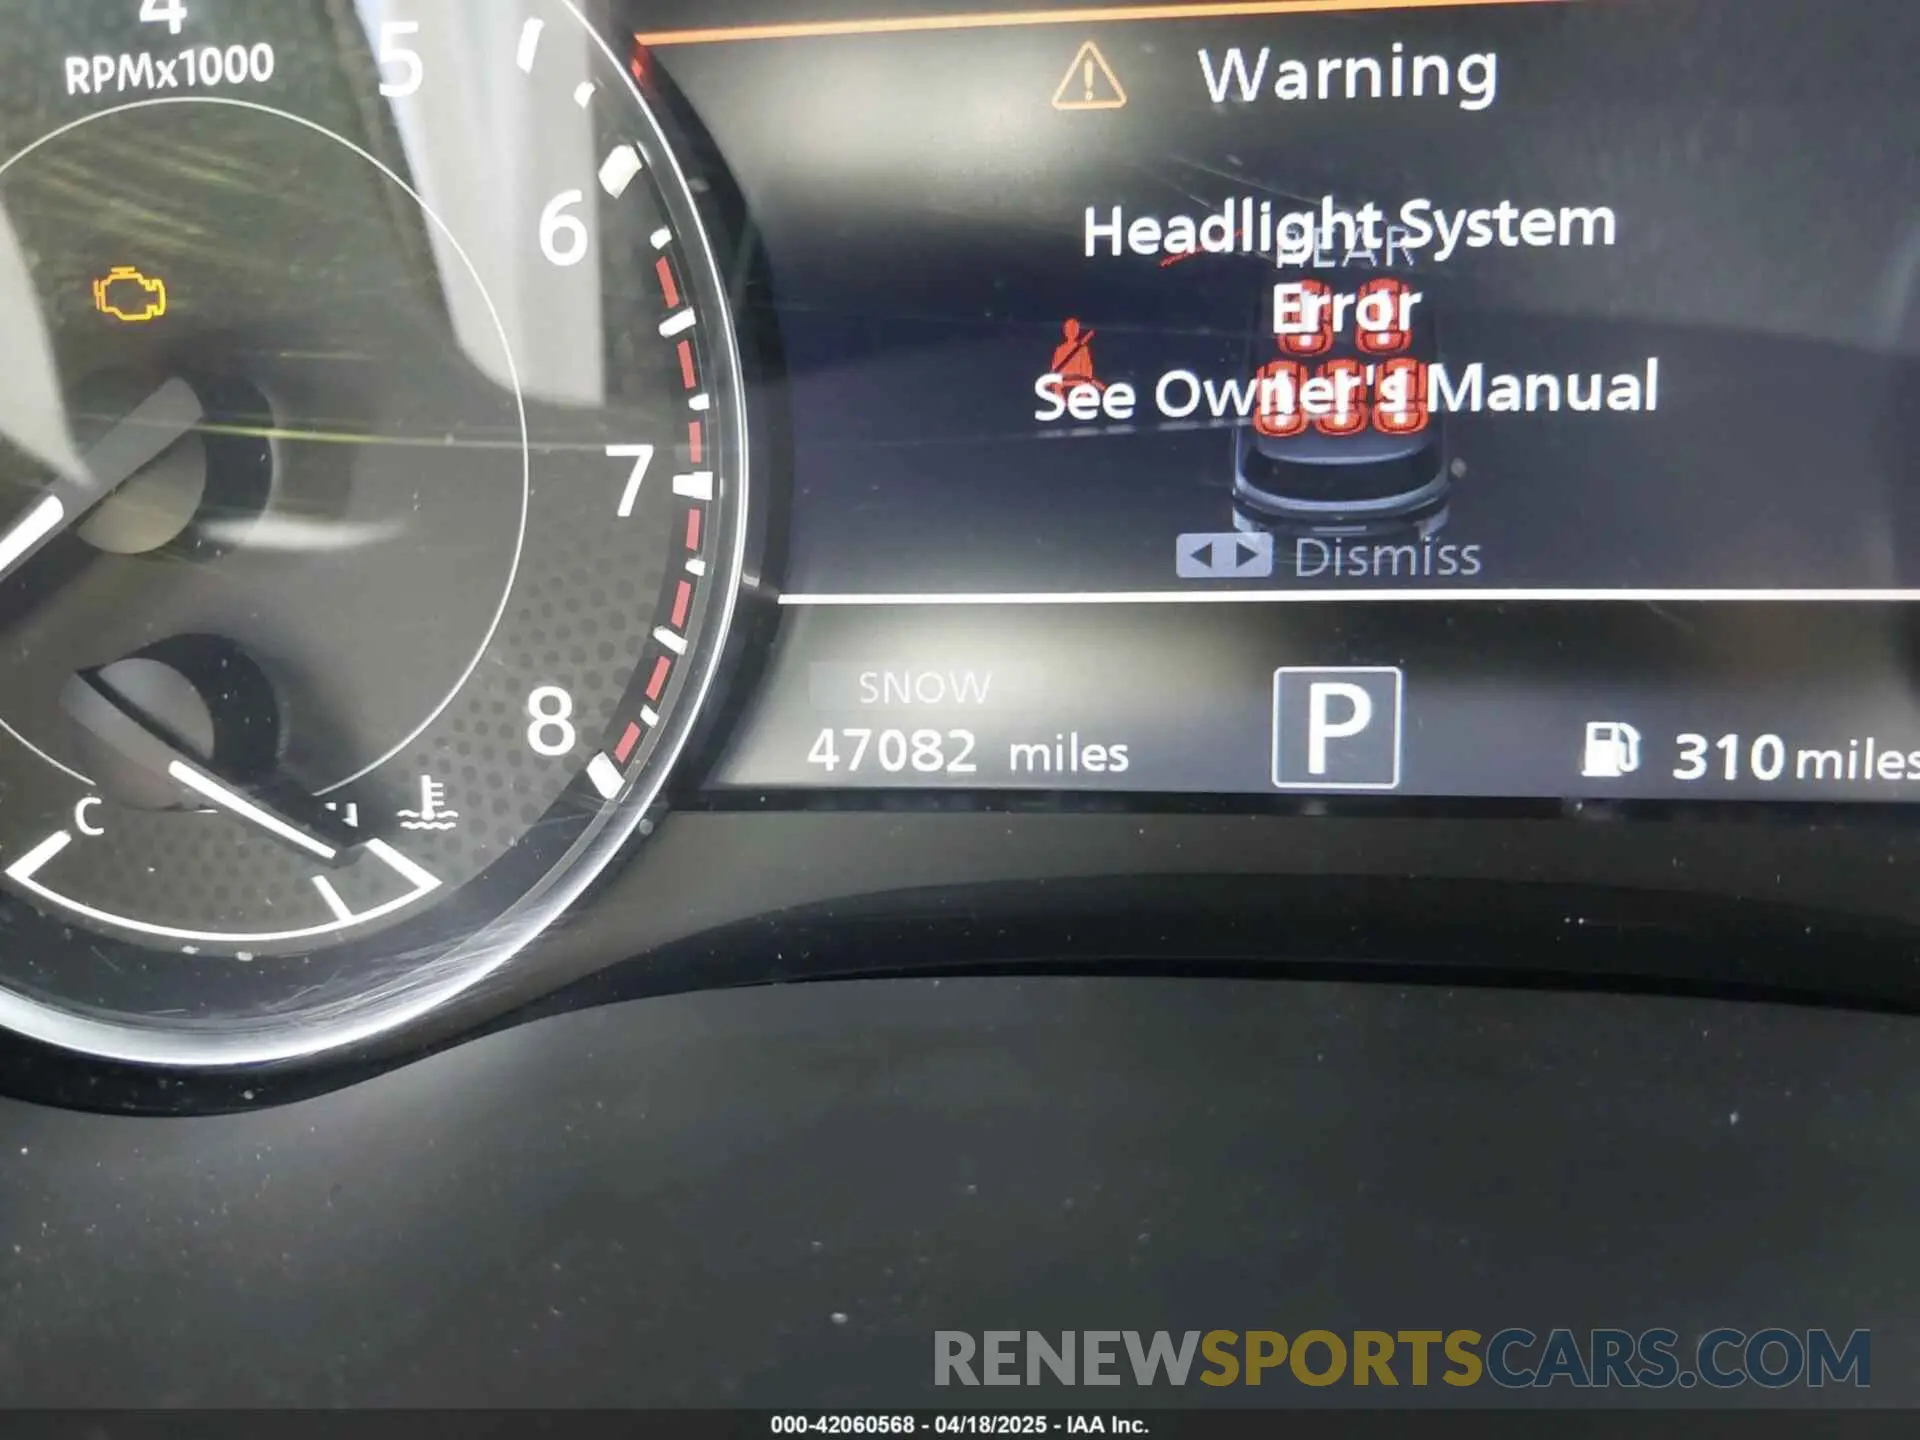 4
RPMx1000
5
6
7
8
C
Warning
Headlight System
REAR
Error
See Owner's Manual
Dismiss
SNOW
47082 miles
P
310 miles
RENEWSPORTSCARS.COM
000-42060568 - 04/18/2025 - IAA Inc.